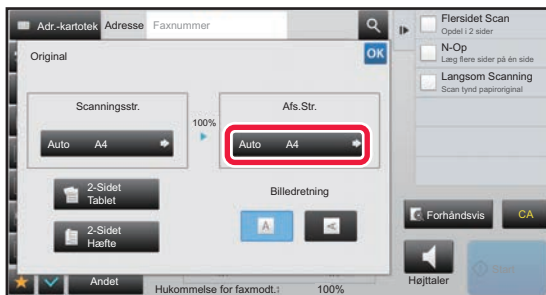 Adr.-kartotek Adresse Faxnummer
Original
OK
Scanningsstr.
Auto A4
100%
Afs.Str.
Auto A4
2-Sidet
Tablet
2-Sidet
Hæfte
Billedretning
A
A
Andet
Hukommelse for faxmodt.: 100%
Flersidet Scan
Opdel i 2 sider
N-Op
Læg flere sider på én side
Langsom Scanning
Scan tynd papiroriginal
Forhåndsvis
CA
Højttaler
Start